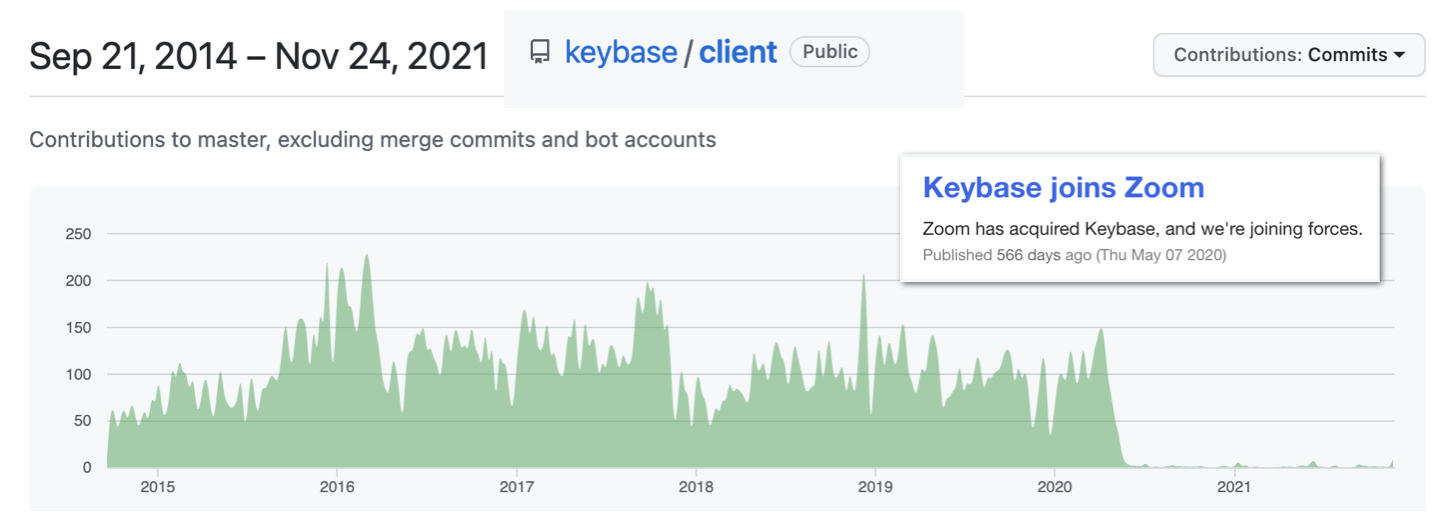 Sep 21, 2014 – Nov 24, 2021
keybase / client Public
Contributions: Commits
Contributions to master, excluding merge commits and bot accounts
Keybase joins Zoom
Zoom has acquired Keybase, and we're joining forces.
Published 566 days ago (Thu May 07 2020)
250
200
150
100
50
0
2015 2016 2017 2018 2019 2020 2021